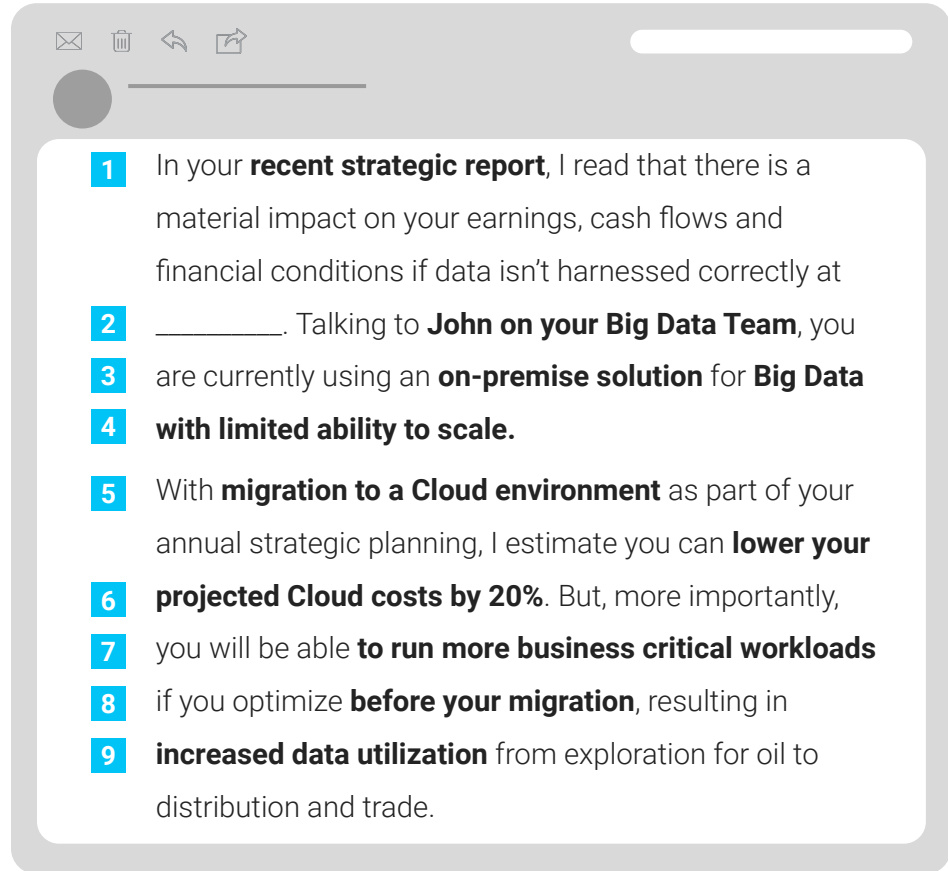 1 In your recent strategic report, I read that there is a
material impact on your earnings, cash flows and
financial conditions if data isn’t harnessed correctly at
2 __________. Talking to John on your Big Data Team, you
3 are currently using an on-premise solution for Big Data
4 with limited ability to scale.
5 With migration to a Cloud environment as part of your
annual strategic planning, I estimate you can lower your
6 projected Cloud costs by 20%. But, more importantly,
7 you will be able to run more business critical workloads
8 if you optimize before your migration, resulting in
9 increased data utilization from exploration for oil to
distribution and trade.